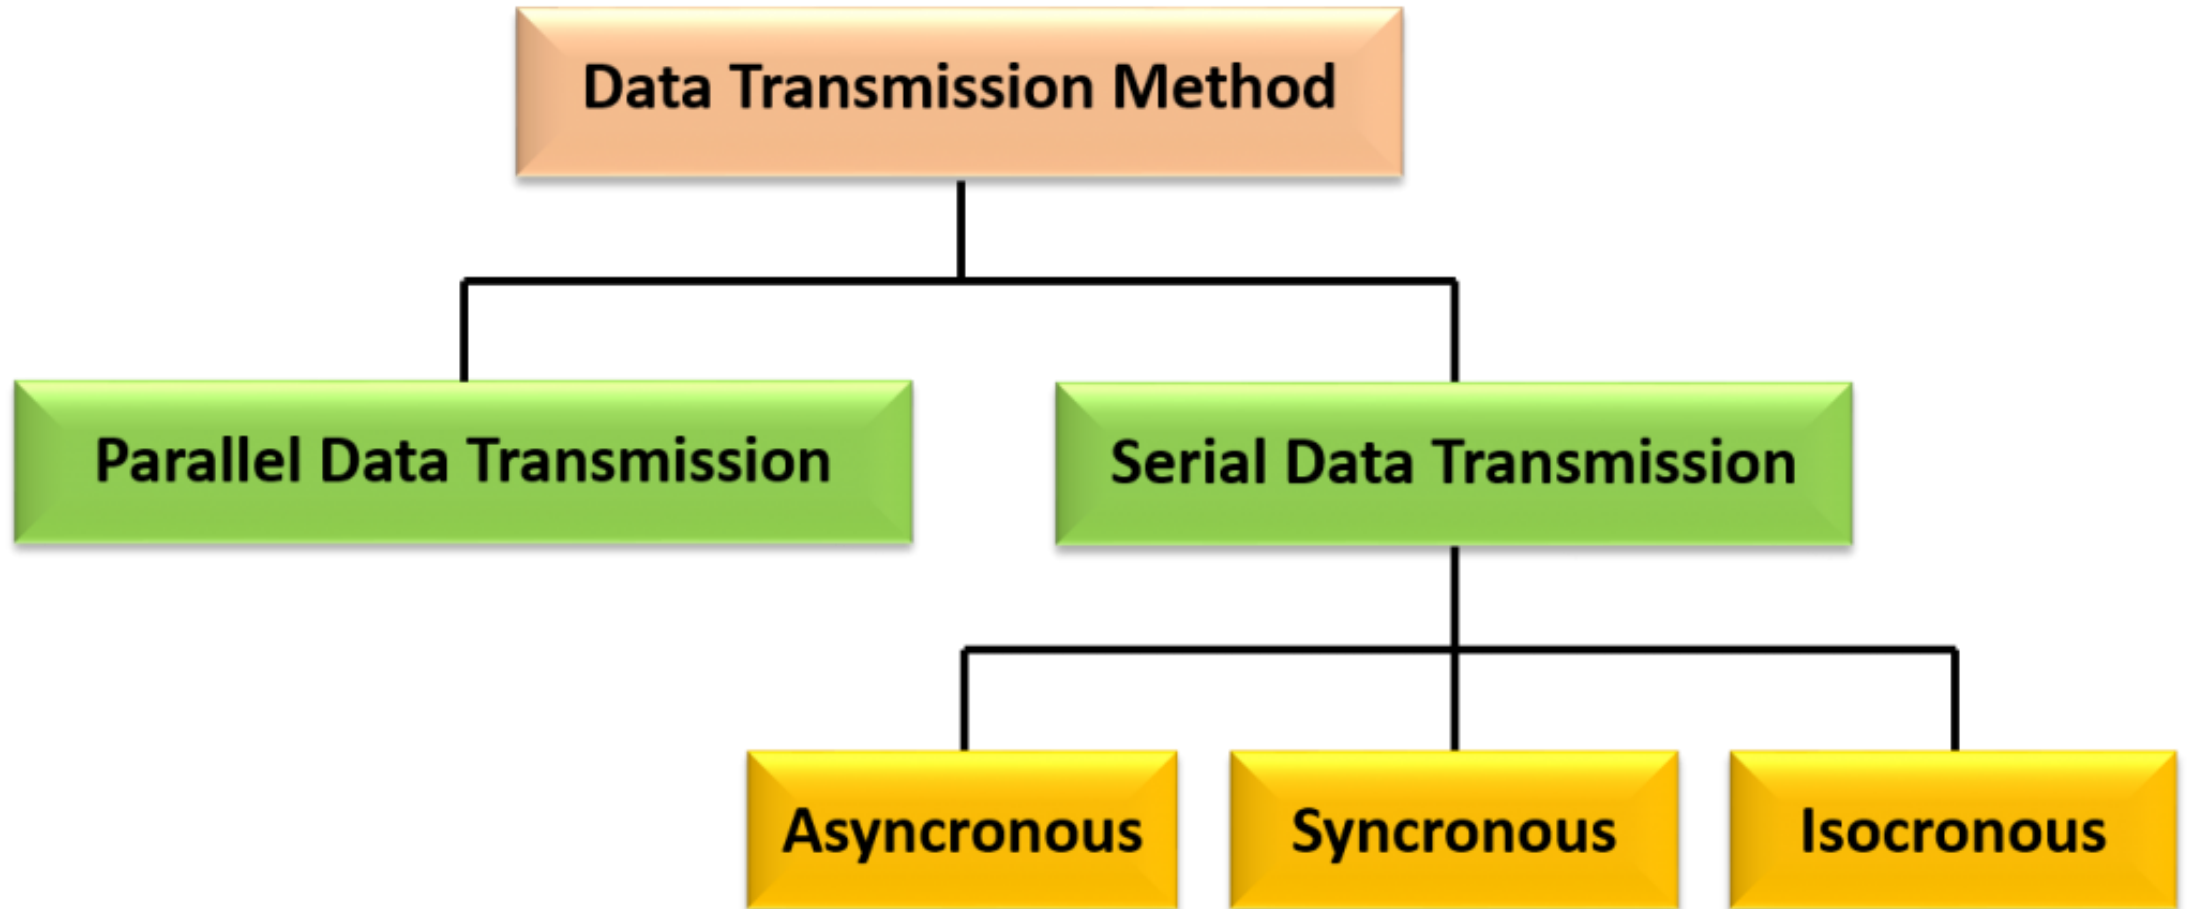 Data Transmission Method
Parallel Data Transmission
Serial Data Transmission
Asyncronous
Syncronous
Isocronous